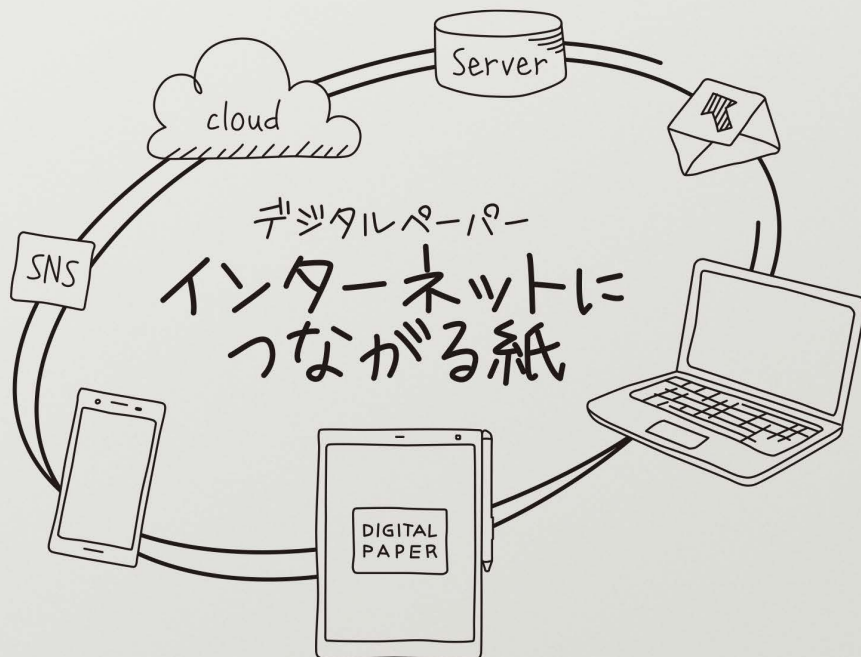 Server
cloud
SNS
デジタルペーパー
インターネットに
つながる紙
DIGITAL
PAPER